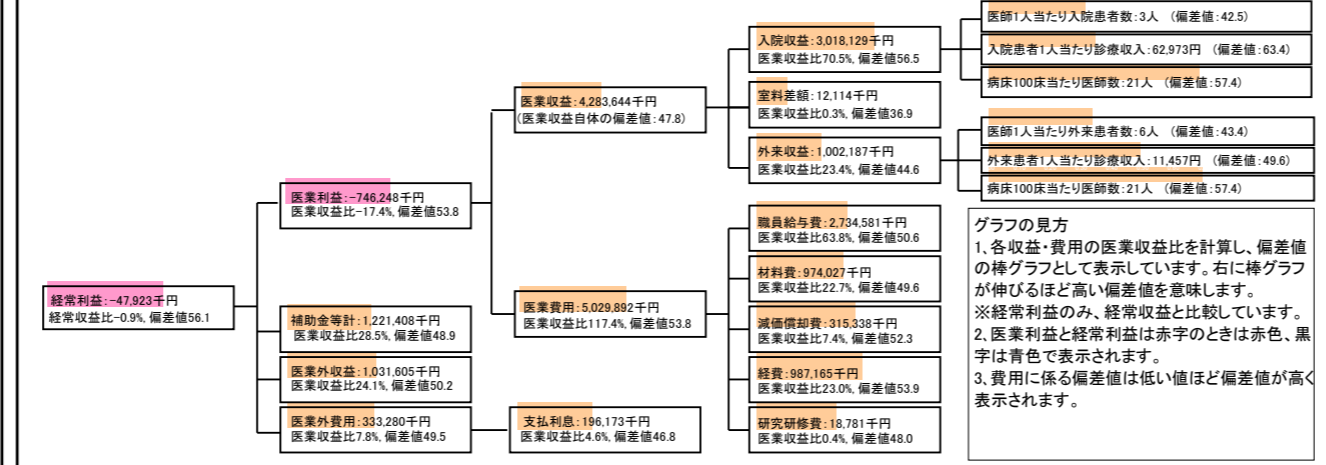 経常利益:-47,923千円
経常収益比-0.9%, 偏差値56.1
医業利益:-746,248千円
医業収益比-17.4%, 偏差値53.8
補助金等計:1,221,408千円
医業収益比28.5%, 偏差値48.9
医業外収益:1,031,605千円
医業収益比24.1%, 偏差値50.2
医業外費用:333,280千円
医業収益比7.8%, 偏差値49.5
医業収益:4,283,644千円
(医業収益自体の偏差値:47.8)
医業費用:5,029,892千円
医業収益比117.4%, 偏差値53.8
支払利息:196,173千円
医業収益比4.6%, 偏差値46.8
入院収益:3,018,129千円
医業収益比70.5%, 偏差値56.5
室料差額:12,114千円
医業収益比0.3%, 偏差値36.9
外来収益:1,002,187千円
医業収益比23.4%, 偏差値44.6
職員給与費:2,734,581千円
医業収益比63.8%, 偏差値50.6
材料費:974,027千円
医業収益比22.7%, 偏差値49.6
減価償却費:315,338千円
医業収益比7.4%, 偏差値52.3
経費:987,165千円
医業収益比23.0%, 偏差値53.9
研究研修費:18,781千円
医業収益比0.4%, 偏差値48.0
医師1人当たり入院患者数:3人 (偏差値:42.5)
入院患者1人当たり診療収入:62,973円 (偏差値:63.4)
病床100床当たり医師数:21人 (偏差値:57.4)
医師1人当たり外来患者数:6人 (偏差値:43.4)
外来患者1人当たり診療収入:11,457円 (偏差値:49.6)
病床100床当たり医師数:21人 (偏差値:57.4)
グラフの見方
1、各収益・費用の医業収益比を計算し、偏差値
の棒グラフとして表示しています。右に棒グラフ
が伸びるほど高い偏差値を意味します。
※経常利益のみ、経常収益と比較しています。
2、医業利益と経常利益は赤字のときは赤色、黒
字は青色で表示されます。
3、費用に係る偏差値は低い値ほど偏差値が高く
表示されます。